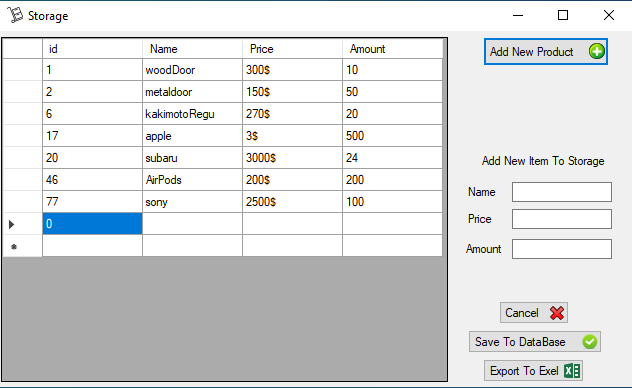 Storage
id Name Price Amount
1 woodDoor 300$ 10
2 metaldoor 150$ 50
6 kakimotoRegu 270$ 20
17 apple 3$ 500
20 subaru 3000$ 24
46 AirPods 200$ 200
77 sony 2500$ 100
0
Add New Product
Add New Item To Storage
Name
Price
Amount
Cancel
Save To DataBase
Export To Exel